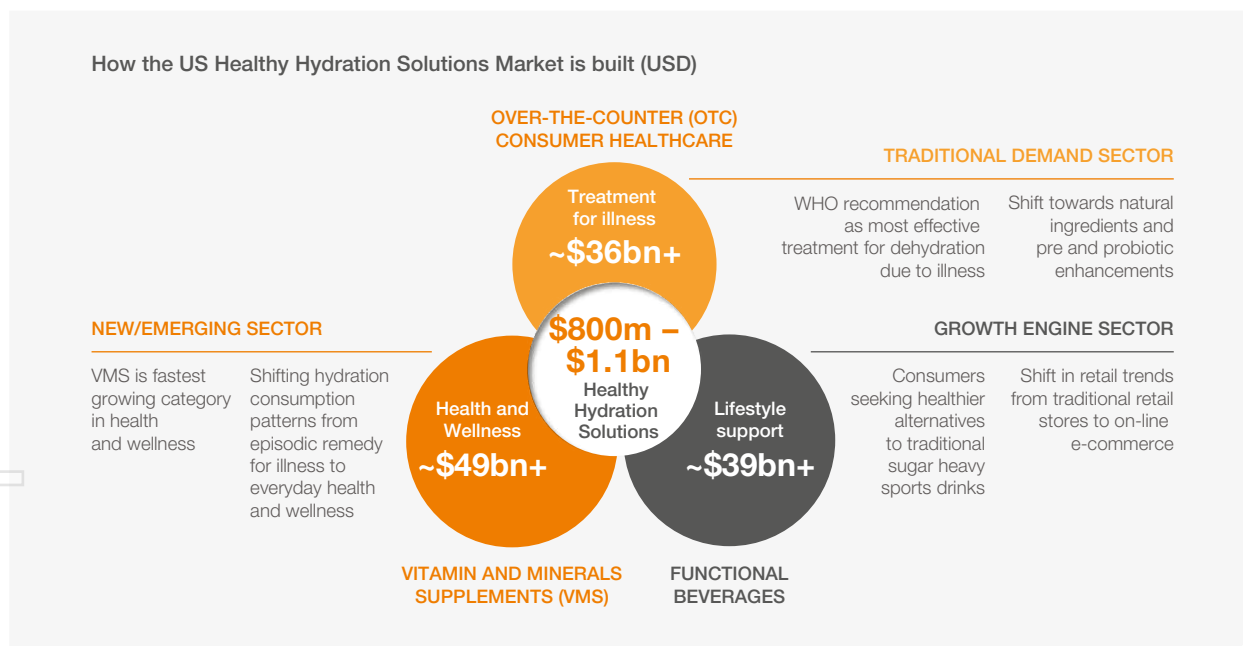 How the US Healthy Hydration Solutions Market is built (USD)
OVER-THE-COUNTER (OTC)
CONSUMER HEALTHCARE
Treatment
for illness
~$36bn+
TRADITIONAL DEMAND SECTOR
WHO recommendation
as most effective
treatment for dehydration
due to illness
Shift towards natural
ingredients and
pre and probiotic
enhancements
$800m –
$1.1bn
Healthy
Hydration
Solutions
NEW/EMERGING SECTOR
VMS is fastest
growing category
in health
and wellness
Shifting hydration
consumption
patterns from
episodic remedy
for illness to
everyday health
and wellness
Health and
Wellness
~$49bn+
VITAMIN AND MINERALS
SUPPLEMENTS (VMS)
Lifestyle
support
~$39bn+
FUNCTIONAL
BEVERAGES
GROWTH ENGINE SECTOR
Consumers
seeking healthier
alternatives
to traditional
sugar heavy
sports drinks
Shift in retail trends
from traditional retail
stores to on-line
e-commerce